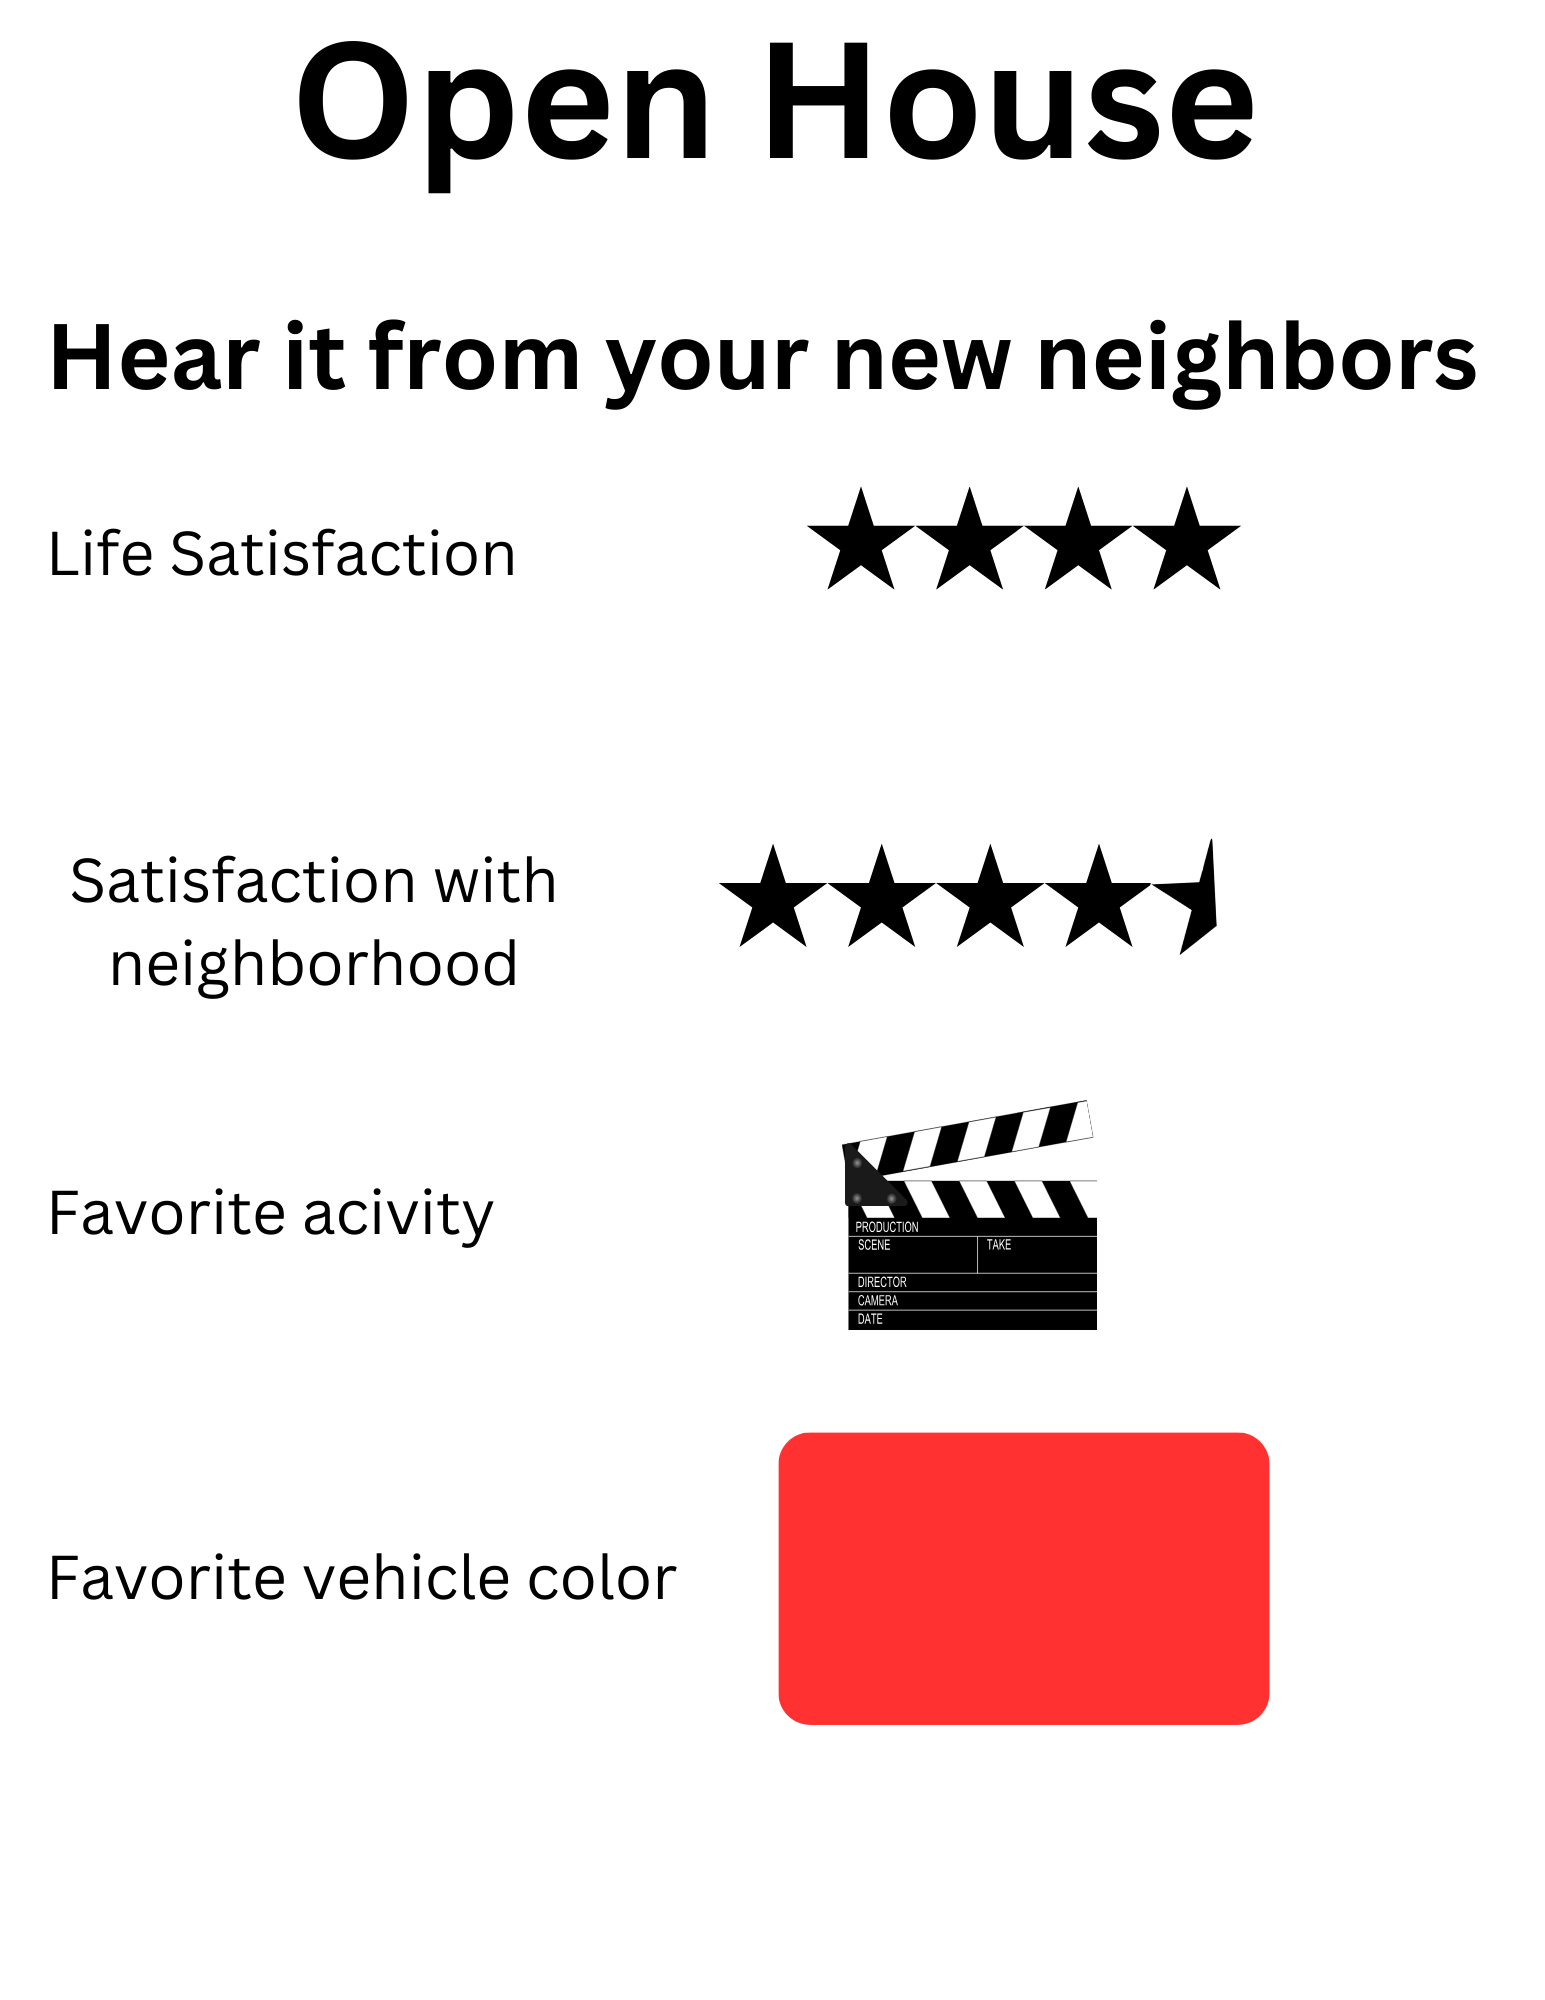 Open House
Hear it from your new neighbors
Life Satisfaction
Satisfaction with
neighborhood
Favorite acivity
PRODUCTION
SCENE TAKE
DIRECTOR
CAMERA
DATE
Favorite vehicle color